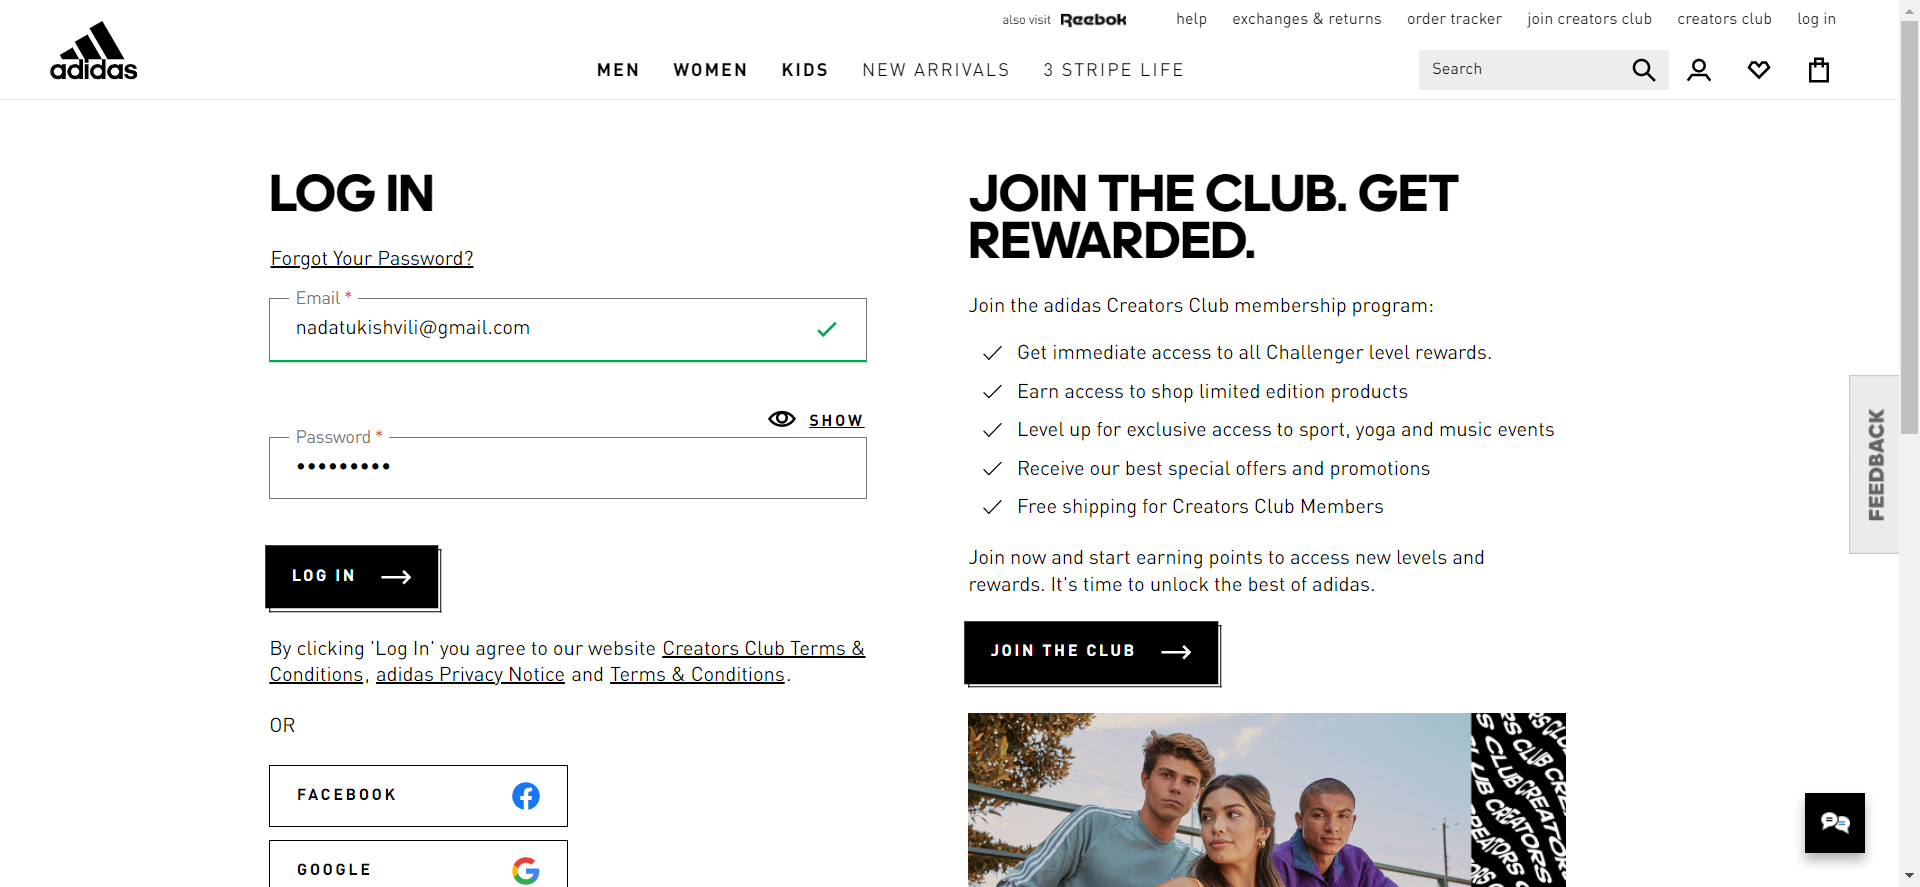 also visit Reebok help exchanges & returns order tracker join creators club creators club log in
adidas
MEN WOMEN KIDS NEW ARRIVALS 3 STRIPE LIFE
Search
LOG IN
Forgot Your Password?
Email *
nadatukishvili@gmail.com
SHOW
Password *
•••••••••
LOG IN
By clicking 'Log In' you agree to our website Creators Club Terms &
Conditions, adidas Privacy Notice and Terms & Conditions.
OR
FACEBOOK
GOOGLE
JOIN THE CLUB. GET
REWARDED.
Join the adidas Creators Club membership program:
Get immediate access to all Challenger level rewards.
Earn access to shop limited edition products
Level up for exclusive access to sport, yoga and music events
Receive our best special offers and promotions
Free shipping for Creators Club Members
Join now and start earning points to access new levels and
rewards. It's time to unlock the best of adidas.
JOIN THE CLUB
FEEDBACK